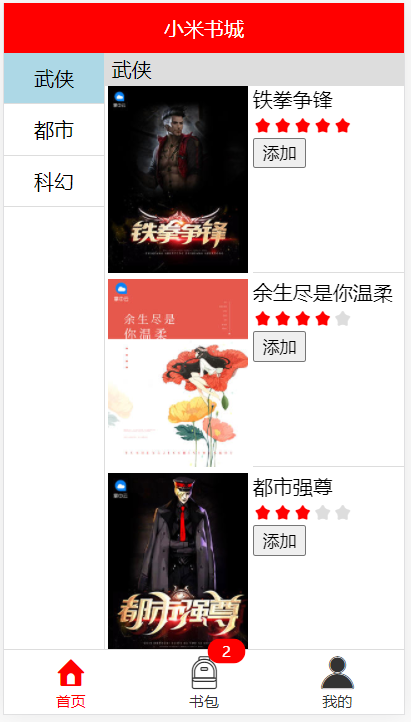 小米书城
武侠
都市
科幻
武侠
铁拳争锋
铁拳争锋
添加
余生尽是
你温柔
余生尽是你温柔
添加
都市强尊
都市强尊
添加
2
首页
书包
我的